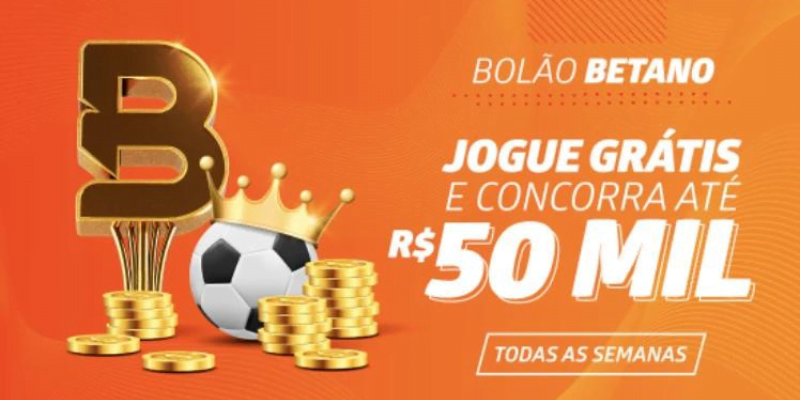 B
BOLÃO BETANO
JOGUE GRÁTIS
E CONCORRA ATÉ
R$50 MIL
TODAS AS SEMANAS